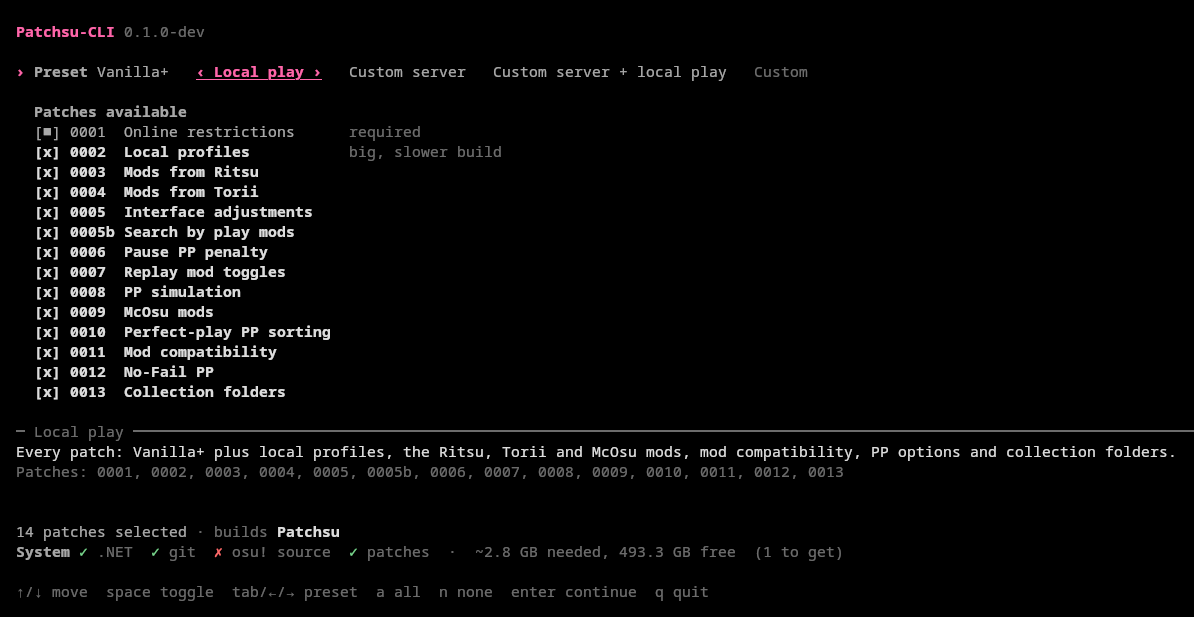 Patchsu-CLI 0.1.0-dev
› Preset Vanilla+ ‹ Local play › Custom server Custom server + local play Custom
Patches available
[■] 0001 Online restrictions required
[x] 0002 Local profiles big, slower build
[x] 0003 Mods from Ritsu
[x] 0004 Mods from Torii
[x] 0005 Interface adjustments
[x] 0005b Search by play mods
[x] 0006 Pause PP penalty
[x] 0007 Replay mod toggles
[x] 0008 PP simulation
[x] 0009 McOsu mods
[x] 0010 Perfect-play PP sorting
[x] 0011 Mod compatibility
[x] 0012 No-Fail PP
[x] 0013 Collection folders
─ Local play
Every patch: Vanilla+ plus local profiles, the Ritsu, Torii and McOsu mods, mod compatibility, PP options and collection folders.
Patches: 0001, 0002, 0003, 0004, 0005, 0005b, 0006, 0007, 0008, 0009, 0010, 0011, 0012, 0013
14 patches selected · builds Patchsu
System ✓ .NET ✓ git ✗ osu! source ✓ patches · ~2.8 GB needed, 493.3 GB free (1 to get)
↑/↓ move space toggle tab/←/→ preset a all n none enter continue q quit